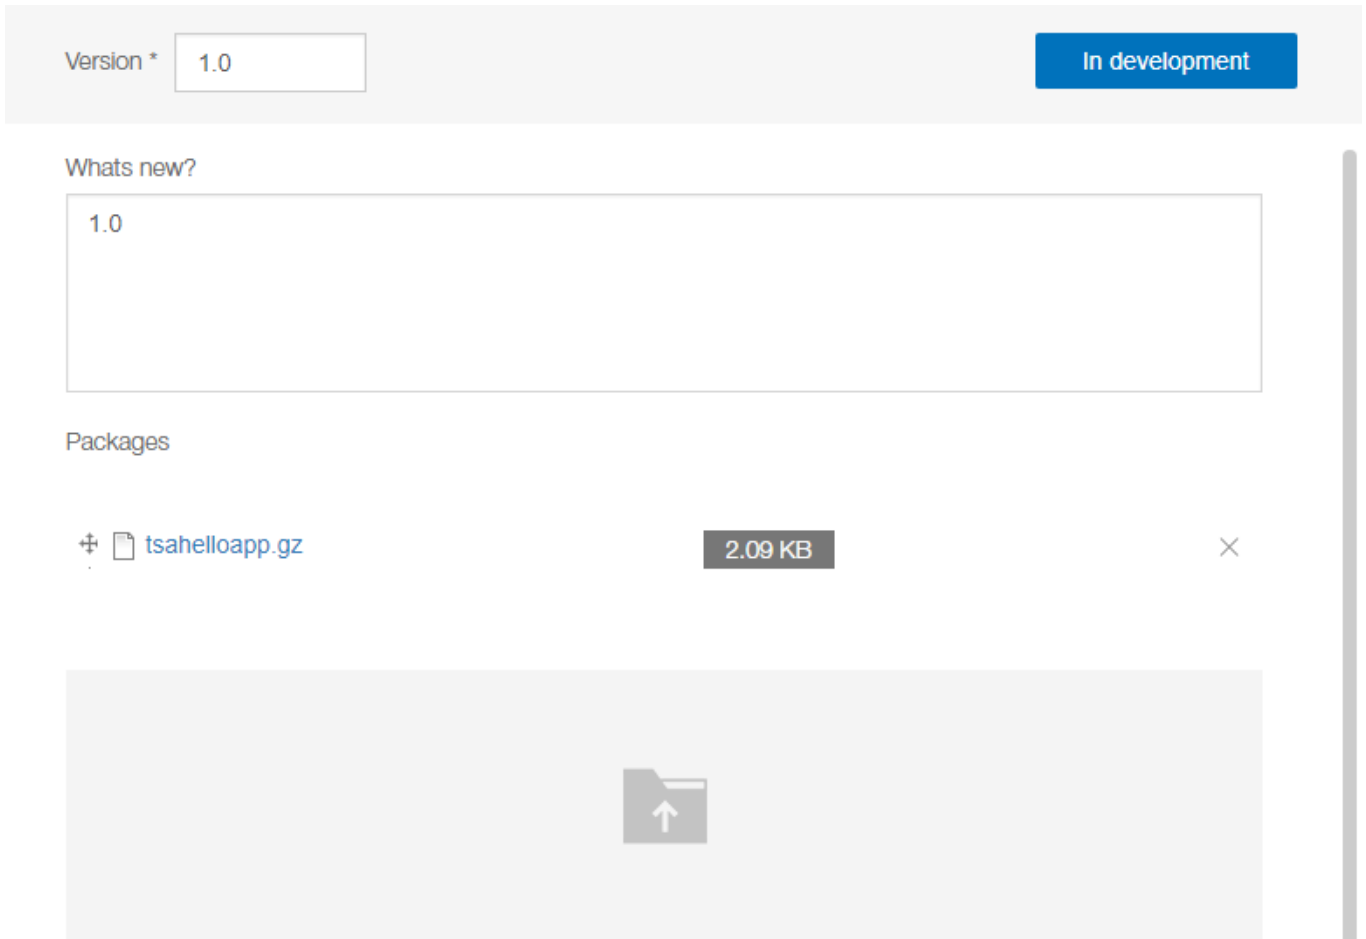 Version * 1.0 In development
Whats new?
1.0
Packages
tsahelloapp.gz 2.09 KB